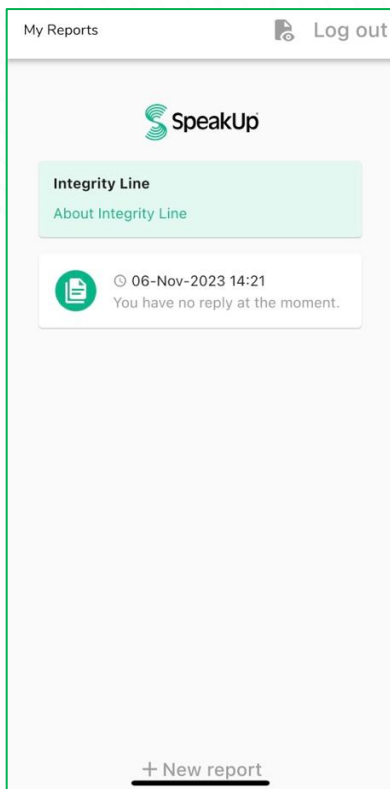 My Reports
Log out
SpeakUp
Integrity Line
About Integrity Line
06-Nov-2023 14:21
You have no reply at the moment.
+ New report